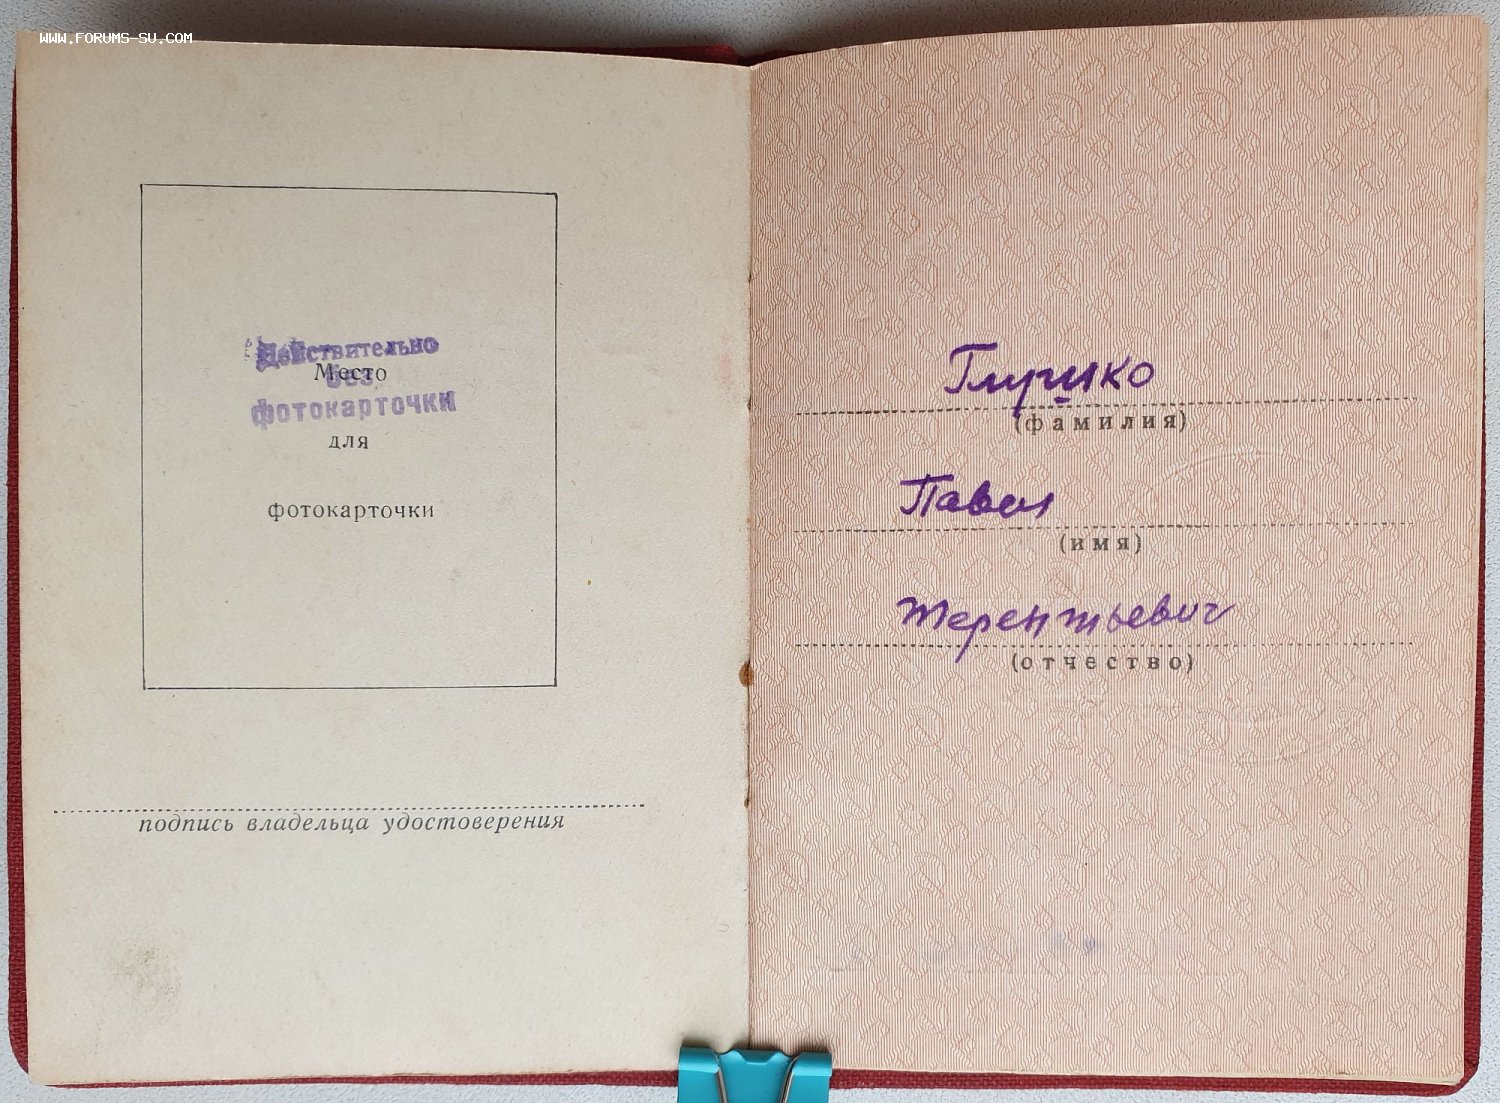 WWW.FORUMS-SU.COM
Действительно
Место
без
фотокарточки
для
фотокарточки
подпись владельца удостоверения
Глушко
(фамилия)
Павел
(имя)
Терентьевич
(отчество)